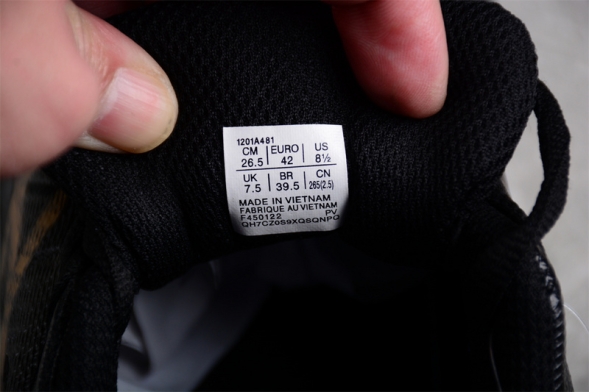 1201A481
CM EURO US
26.5 42 8½
UK BR CN
7.5 39.5 265(2.5)
MADE IN VIETNAM
FABRIQUE AU VIETNAM
F450122 PV
QH7CZ0S9XQSQNPQ